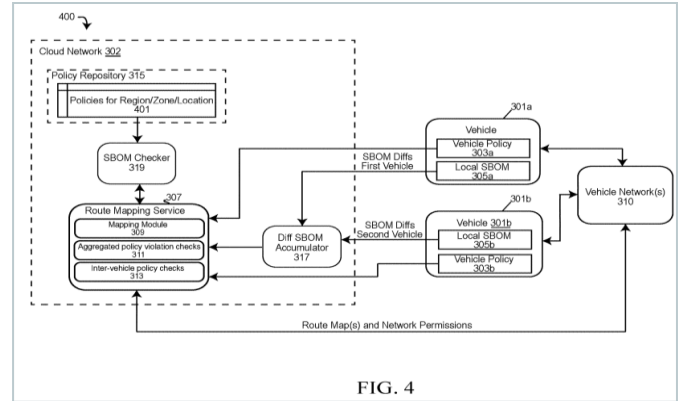 400
Cloud Network 302
Policy Repository 315
Policies for Region/Zone/Location
401
SBOM Checker
319
307
Route Mapping Service
Mapping Module
309
Aggregated policy violation checks
311
Inter-vehicle policy checks
313
Diff SBOM
Accumulator
317
SBOM Diffs
First Vehicle
SBOM Diffs
Second Vehicle
301a
Vehicle
Vehicle Policy
303a
Local SBOM
305a
301b
Vehicle 301b
Local SBOM
305b
Vehicle Policy
303b
Vehicle Network(s)
310
Route Map(s) and Network Permissions
FIG. 4